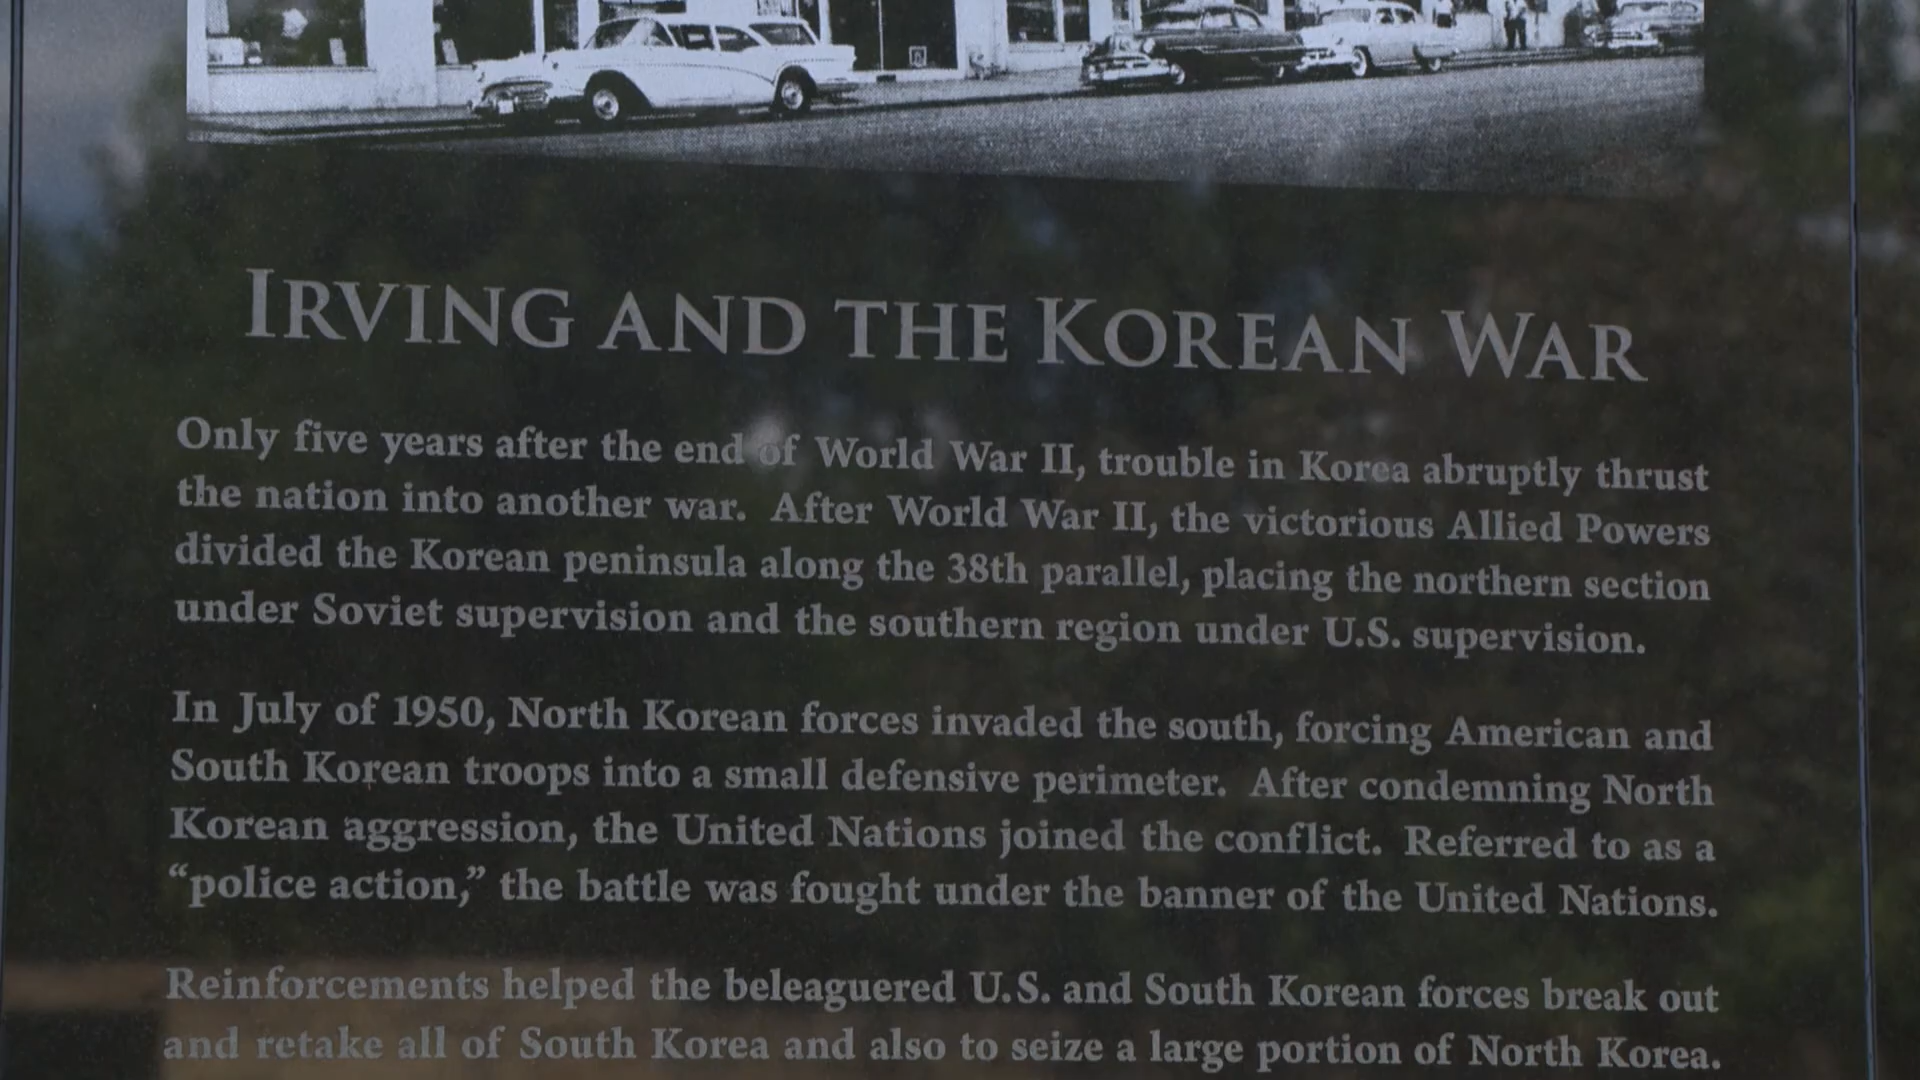 IRVING AND THE KOREAN WAR
Only five years after the end of World War II, trouble in Korea abruptly thrust
the nation into another war. After World War II, the victorious Allied Powers
divided the Korean peninsula along the 38th parallel, placing the northern section
under Soviet supervision and the southern region under U.S. supervision.
In July of 1950, North Korean forces invaded the south, forcing American and
South Korean troops into a small defensive perimeter. After condemning North
Korean aggression, the United Nations joined the conflict. Referred to as a
“police action,” the battle was fought under the banner of the United Nations.
Reinforcements helped the beleaguered U.S. and South Korean forces break out
and retake all of South Korea and also to seize a large portion of North Korea.